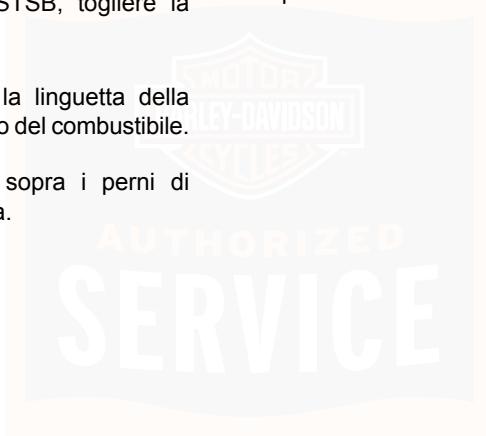 STSB, togliere la
la linguetta della
o del combustibile.
sopra i perni di
a.
MOTOR
HARLEY-DAVIDSON
CYCLES
AUTHORIZED
SERVICE